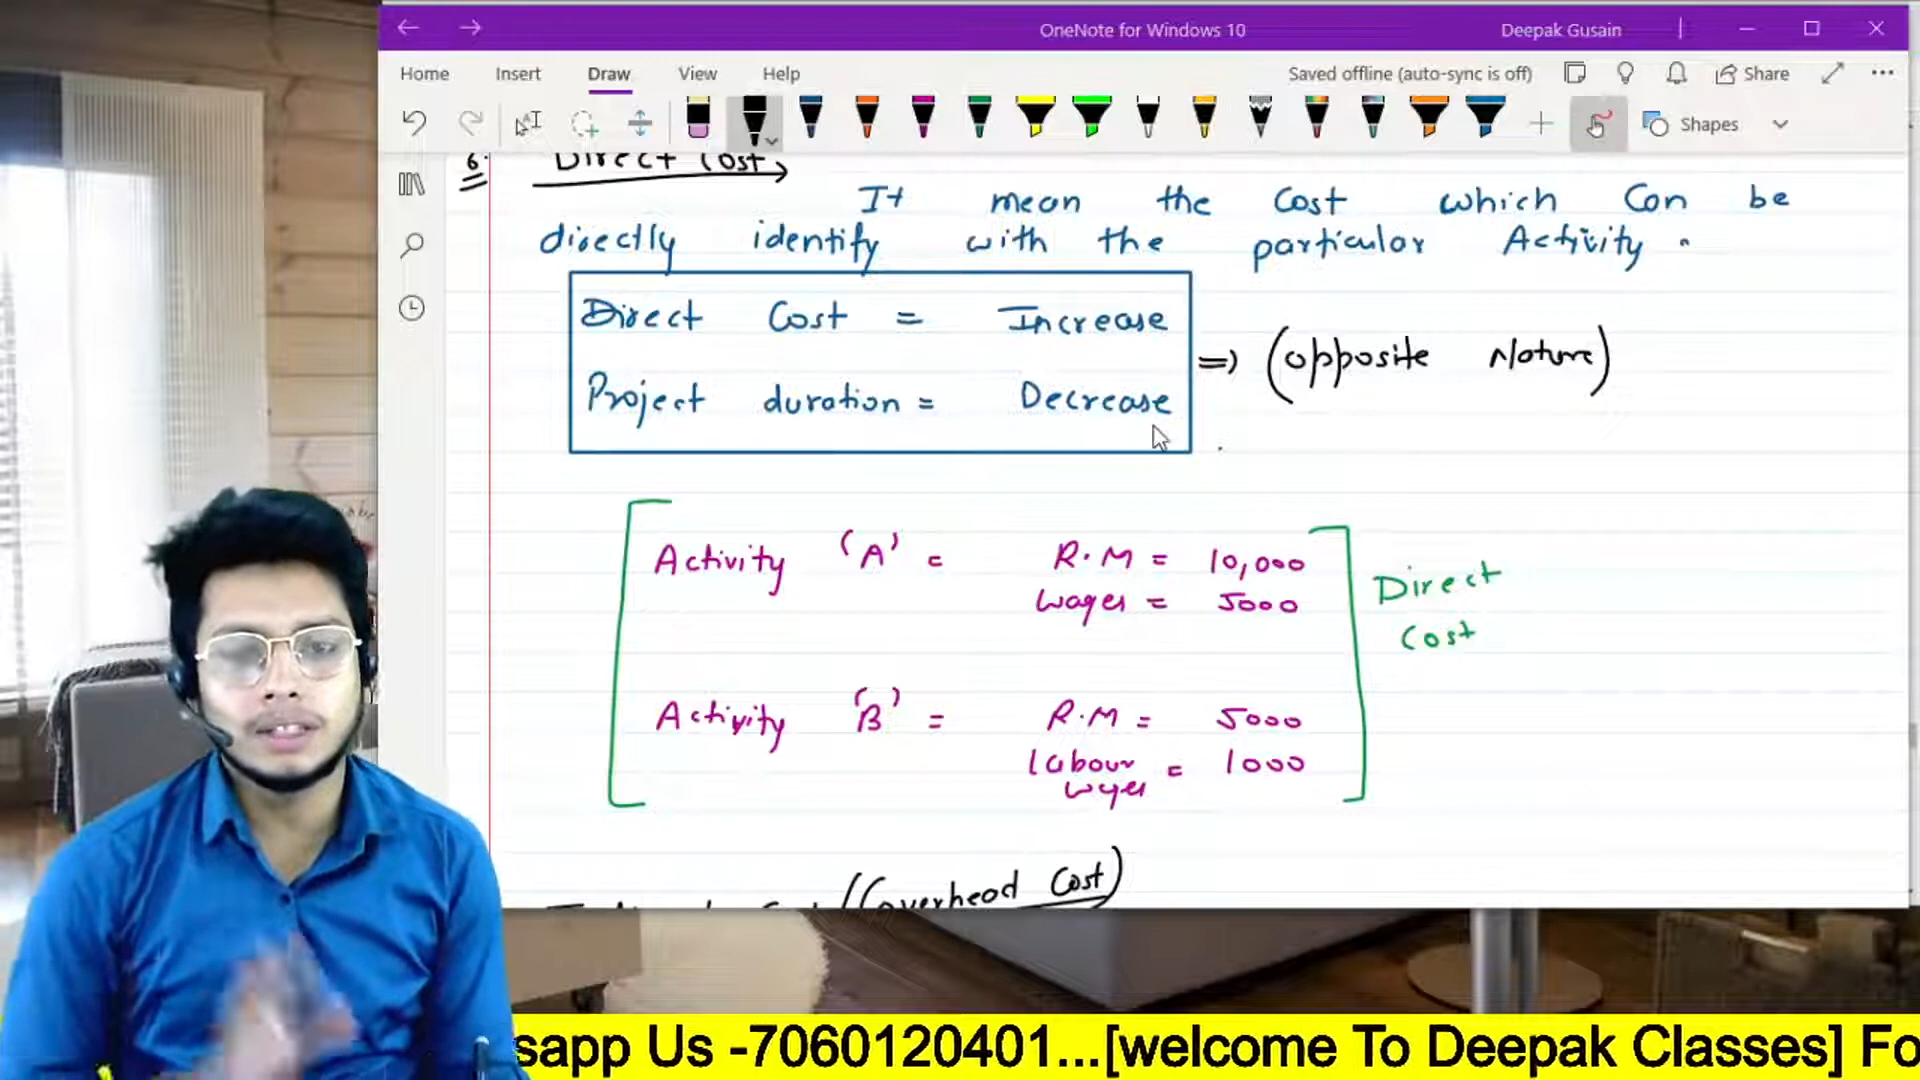 OneNote for Windows 10
Deepak Gusain
Home Insert Draw View Help
Saved offline (auto-sync is off)
Share
Shapes
6. Direct Cost
It mean the Cost which Can be
directly identify with the particular Activity.
Direct Cost = Increase
Project duration = Decrease
=> (opposite Nature)
Activity 'A' = R.M = 10,000
wages = 5000
Activity 'B' = R.M = 5000
labour = 1000
wages
Direct
Cost
Cost (Overhead Cost)
sapp Us -7060120401...[welcome To Deepak Classes] Fo